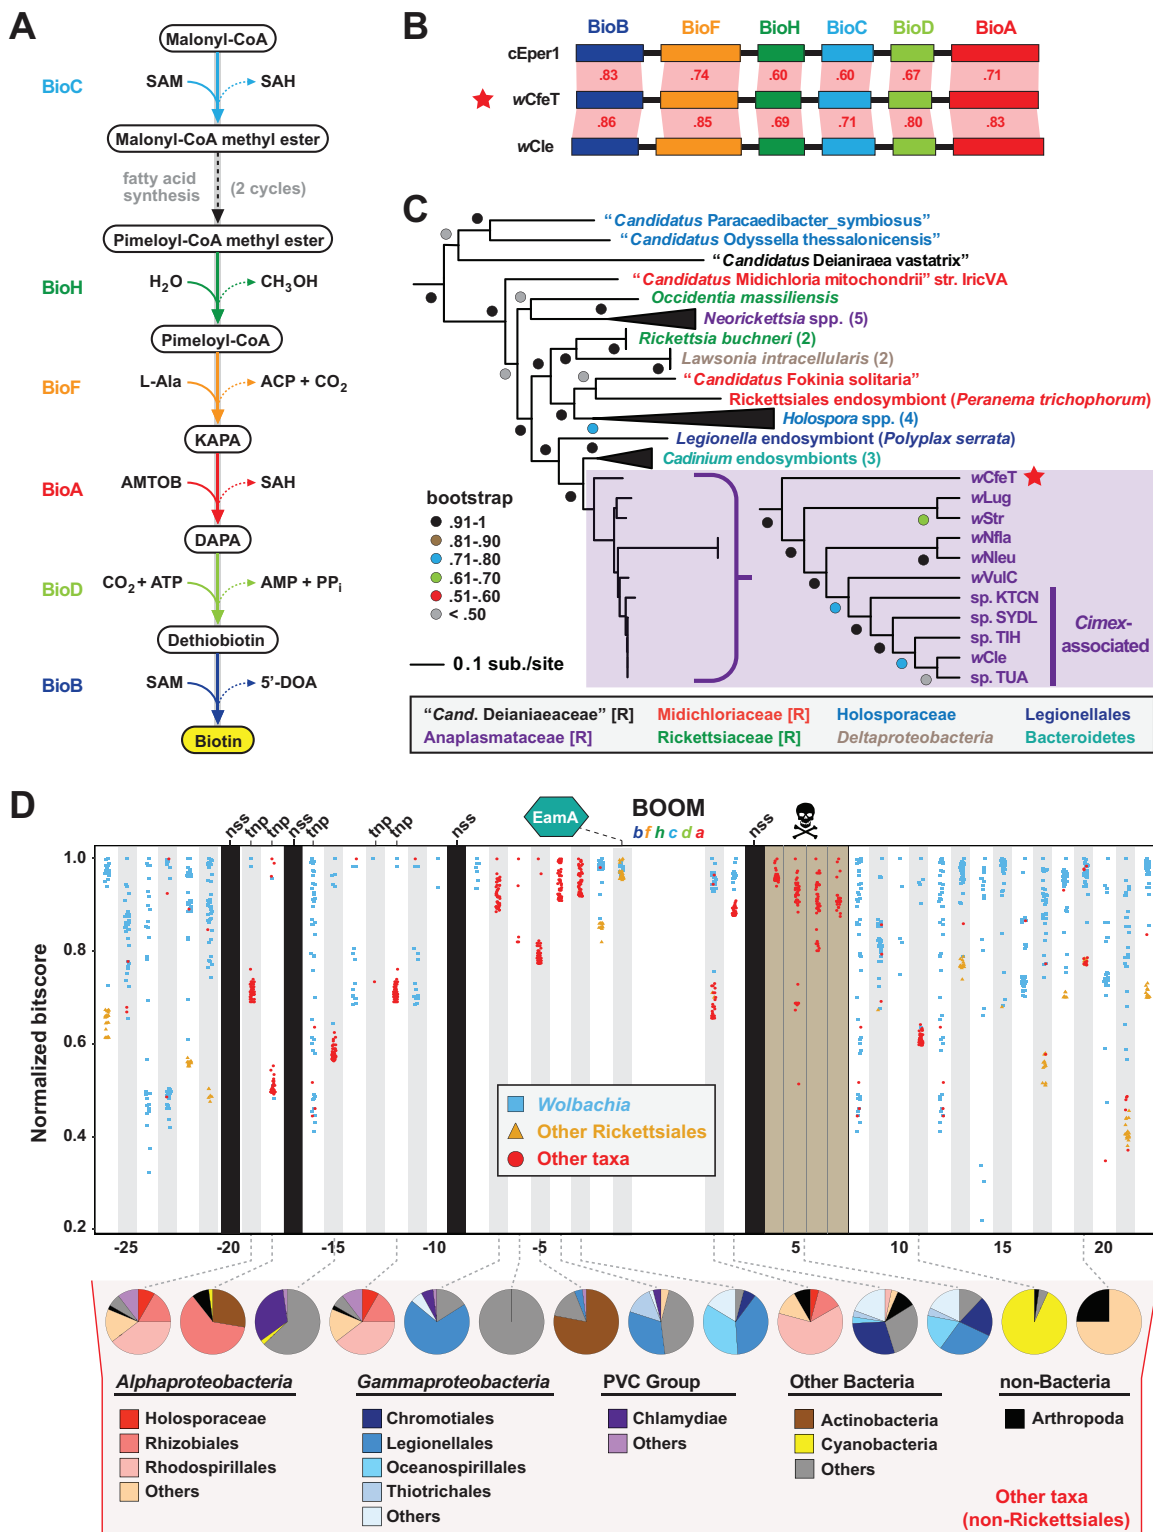 A
Malonyl-CoA
BioC
SAM
SAH
Malonyl-CoA methyl ester
fatty acid
synthesis
(2 cycles)
Pimeloyl-CoA methyl ester
BioH
H2O
CH3OH
Pimeloyl-CoA
BioF
L-Ala
ACP + CO2
KAPA
BioA
AMTOB
SAH
DAPA
BioD
CO2 + ATP
AMP + PPi
Dethiobiotin
BioB
SAM
5'-DOA
Biotin
B
BioB BioF BioH BioC BioD BioA
cEper1
.83 .74 .60 .60 .67 .71
wCfeT
.86 .85 .69 .71 .80 .83
wCle
C
“Candidatus Paracaedibacter_symbiosus”
“Candidatus Odyssella thessalonicensis”
“Candidatus Deianiraea vastatrix”
“Candidatus Midichloria mitochondrii” str. IricVA
Occidentia massiliensis
Neorickettsia spp. (5)
Rickettsia buchneri (2)
Lawsonia intracellularis (2)
“Candidatus Fokinia solitaria”
Rickettsiales endosymbiont (Peranema trichophorum)
Holospora spp. (4)
Legionella endosymbiont (Polyplax serrata)
Cadinium endosymbionts (3)
wCfeT
wLug
wStr
wNfla
wNleu
wVulC
sp. KTCN
sp. SYDL
sp. TIH
wCle
sp. TUA
Cimex-
associated
bootstrap
.91-1
.81-.90
.71-.80
.61-.70
.51-.60
< .50
0.1 sub./site
“Cand. Deianiaeaceae” [R] Midichloriaceae [R] Holosporaceae Legionellales
Anaplasmataceae [R] Rickettsiaceae [R] Deltaproteobacteria Bacteroidetes
D
nss tnp tnp nss tnp tnp tnp nss
EamA
BOOM
b f h c d a
nss
Normalized bitscore
1.0
0.8
0.6
0.4
0.2
Wolbachia
Other Rickettsiales
Other taxa
-25 -20 -15 -10 -5 5 10 15 20
Alphaproteobacteria
Holosporaceae
Rhizobiales
Rhodospirillales
Others
Gammaproteobacteria
Chromotiales
Legionellales
Oceanospirillales
Thiotrichales
Others
PVC Group
Chlamydiae
Others
Other Bacteria
Actinobacteria
Cyanobacteria
Others
non-Bacteria
Arthropoda
Other taxa
(non-Rickettsiales)